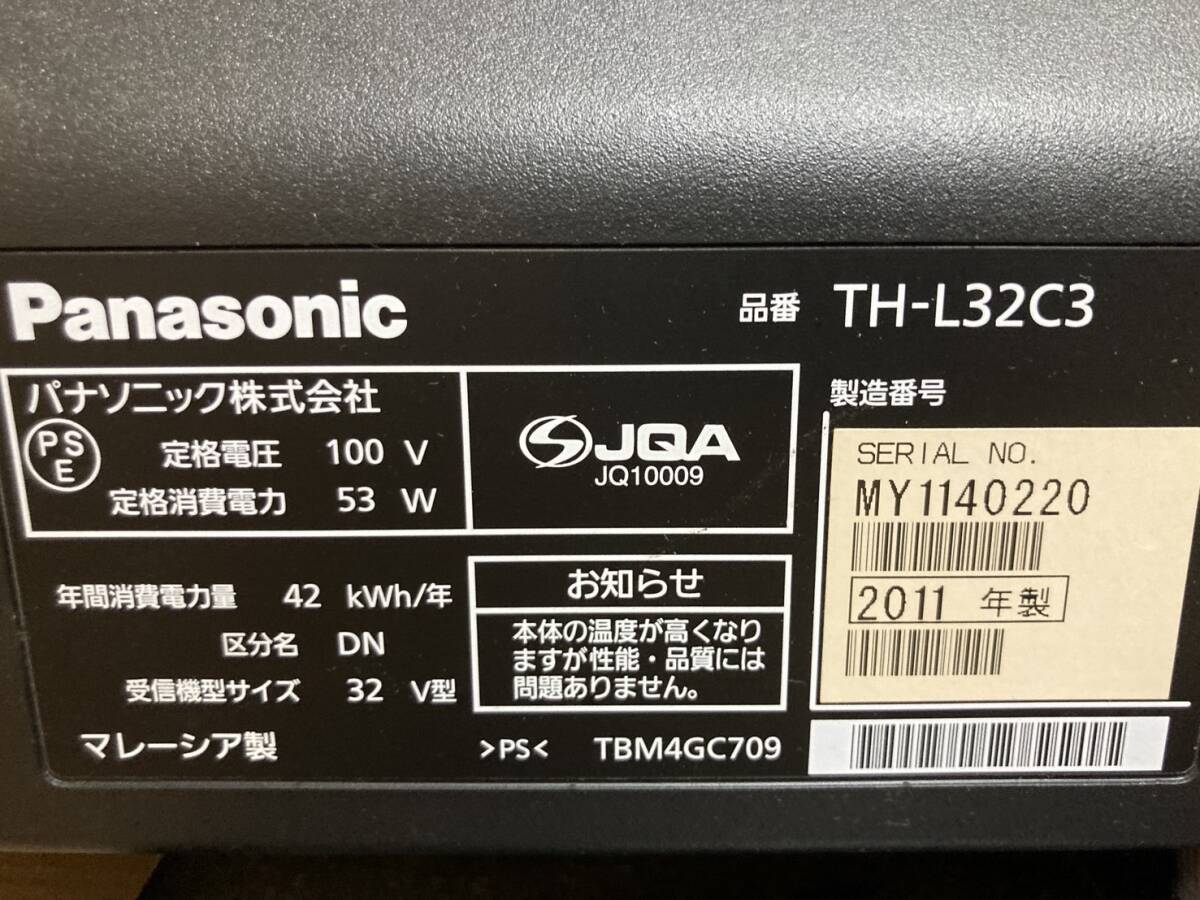 Panasonic
品番 TH-L32C3
パナソニック株式会社
PSE
定格電圧 100 V
定格消費電力 53 W
JQA
JQ10009
製造番号
SERIAL NO.
MY1140220
2011 年製
年間消費電力量 42 kWh/年
区分名 DN
受信機型サイズ 32 V型
お知らせ
本体の温度が高くなり
ますが性能・品質には
問題ありません。
マレーシア製
>PS< TBM4GC709